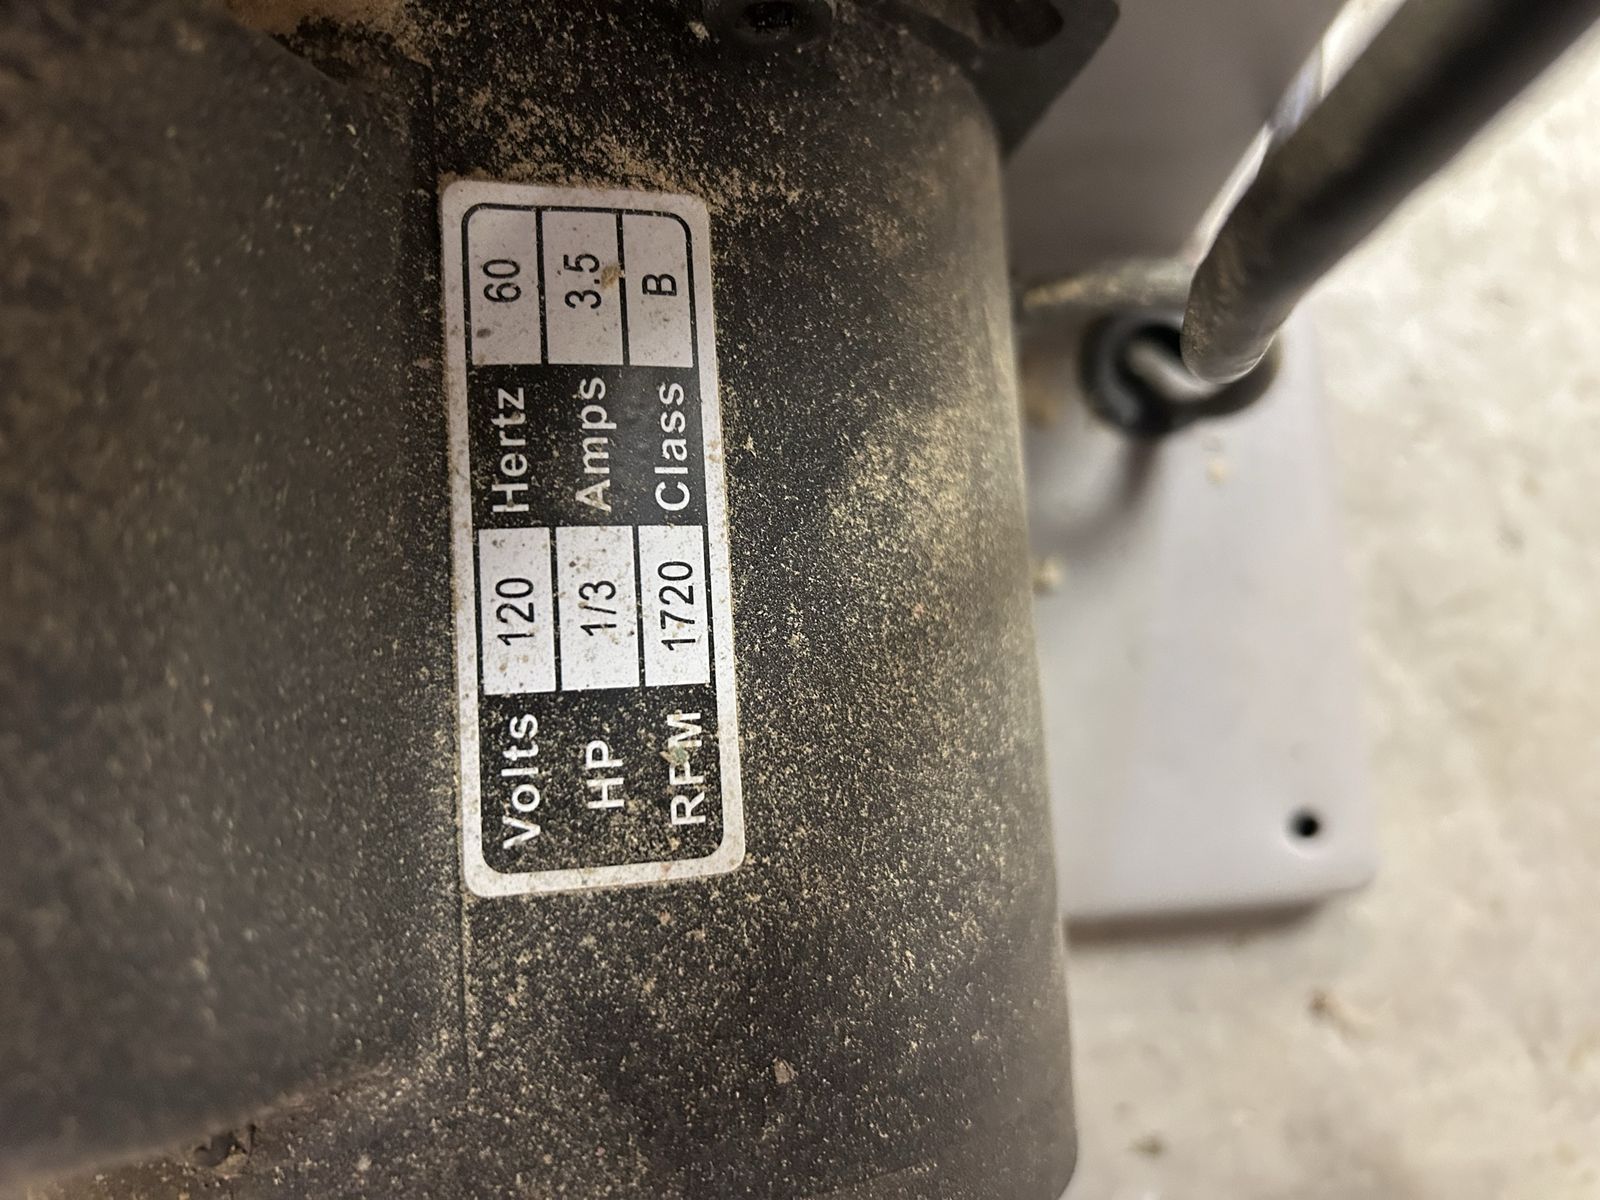 Volts 120 Hertz 60
HP 1/3 Amps 3.5
RPM 1720 Class B